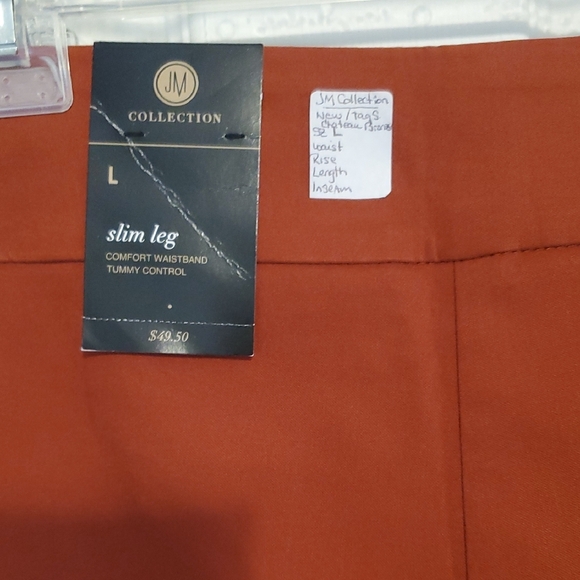 JM
COLLECTION
L
slim leg
COMFORT WAISTBAND
TUMMY CONTROL
$49.50
JM Collection
New/Tags
Chateau
SZ L
Waist
Rise
Length
Inseam